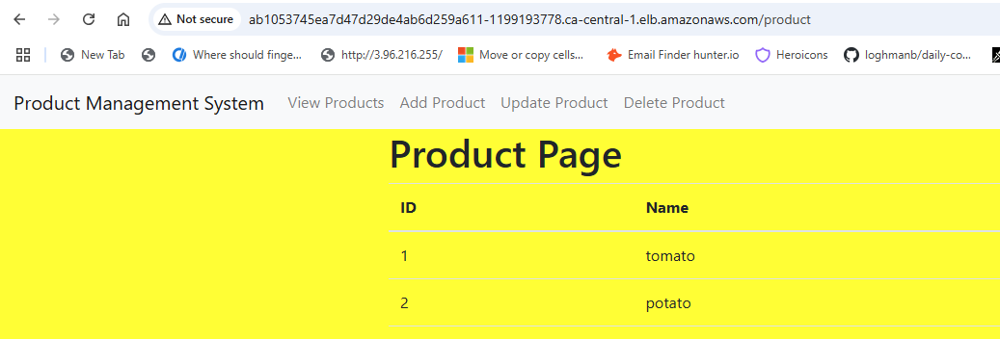 Not secure ab1053745ea7d47d29de4ab6d259a611-1199193778.ca-central-1.elb.amazonaws.com/product
New Tab Where should finge... http://3.96.216.255/ Move or copy cells... Email Finder hunter.io Heroicons loghmanb/daily-co...
Product Management System View Products Add Product Update Product Delete Product
Product Page
ID Name
1 tomato
2 potato